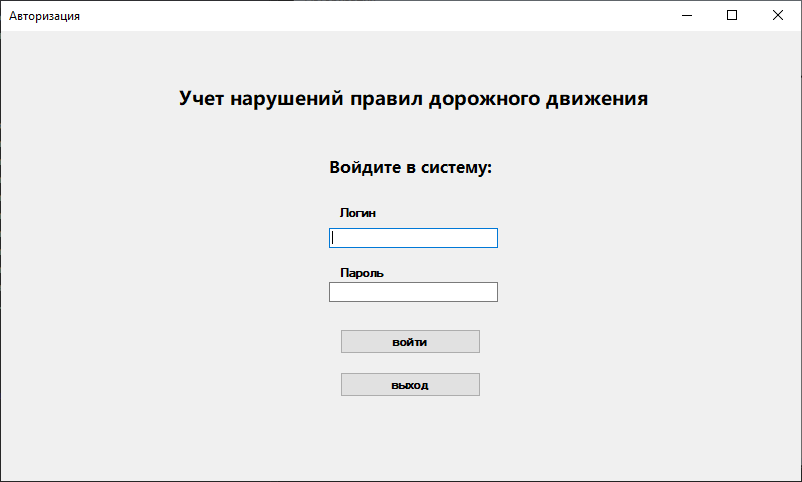 Авторизация
Учет нарушений правил дорожного движения
Войдите в систему:
Логин
Пароль
войти
выход